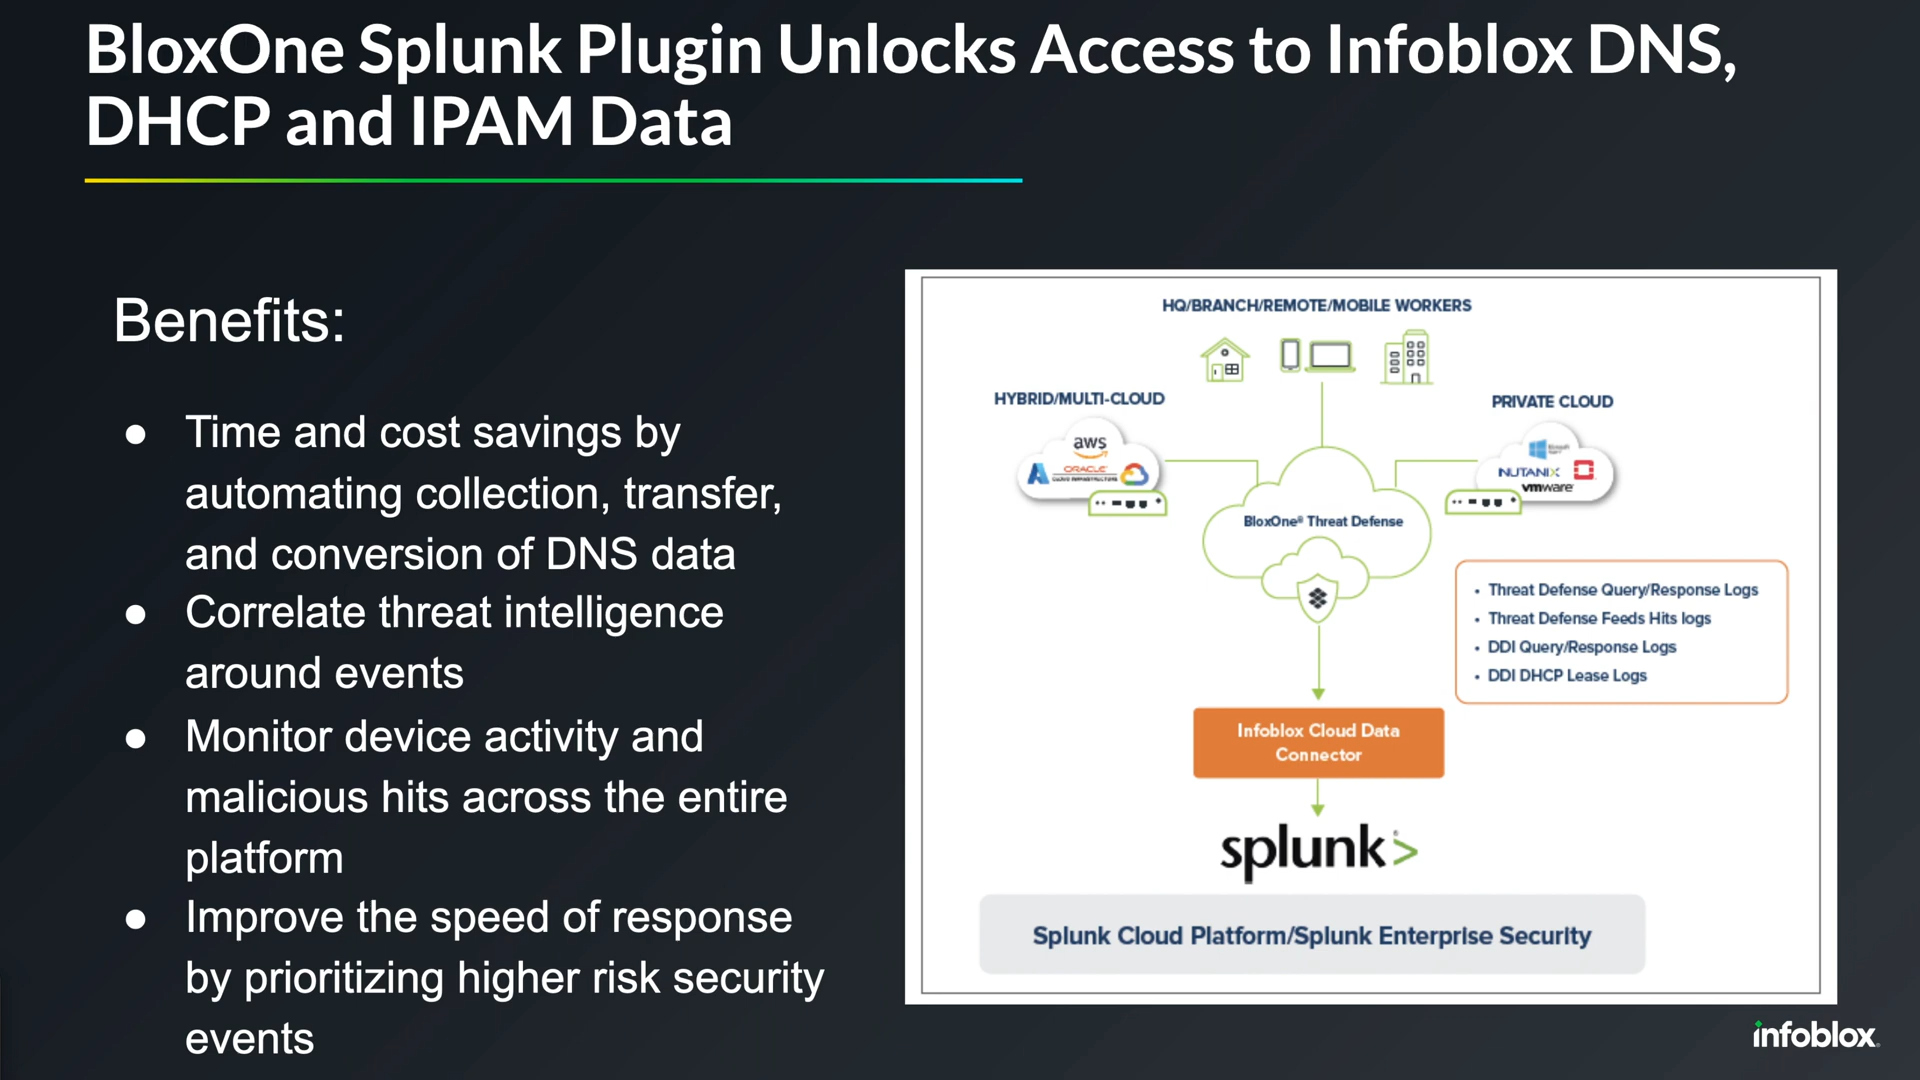 BloxOne Splunk Plugin Unlocks Access to Infoblox DNS,
DHCP and IPAM Data
Benefits:
● Time and cost savings by
automating collection, transfer,
and conversion of DNS data
● Correlate threat intelligence
around events
● Monitor device activity and
malicious hits across the entire
platform
● Improve the speed of response
by prioritizing higher risk security
events
HQ/BRANCH/REMOTE/MOBILE WORKERS
HYBRID/MULTI-CLOUD
aws
ORACLE
CLOUD INFRASTRUCTURE
PRIVATE CLOUD
Microsoft
NUTANIX
vmware
BloxOne® Threat Defense
• Threat Defense Query/Response Logs
• Threat Defense Feeds Hits logs
• DDI Query/Response Logs
• DDI DHCP Lease Logs
Infoblox Cloud Data
Connector
splunk>
Splunk Cloud Platform/Splunk Enterprise Security
infoblox®